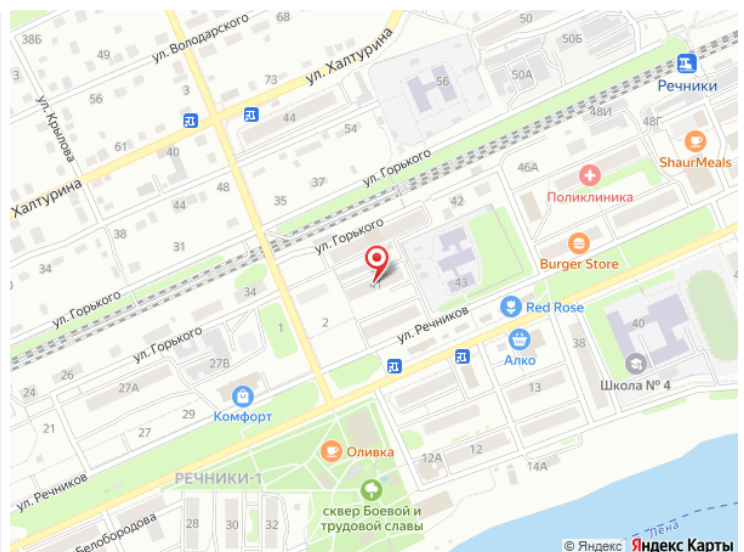 38Б
49
ул. Володарского
60
68
50Б
ул. Халтурина
50А
56
3
73
56
Речники
ул. Крылова
48И
48Г
44
54
61
40
ShaurMeals
ул. Горького
46А
Поликлиника
37
48
35
Халтурина
44
42
ул. Горького
38
31
Burger Store
34
41
43
ул. Горького
34
Red Rose
ул. Речников
1
2
40
Алко
ул. Горького
38
27В
Школа № 4
26
24
27А
13
Комфорт
29
21
27
12
Оливка
12А
14А
РЕЧНИКИ-1
ул. Речников
сквер Боевой и
трудовой славы
Белобородова
28
30
32
Лена
© Яндекс Яндекс Карты